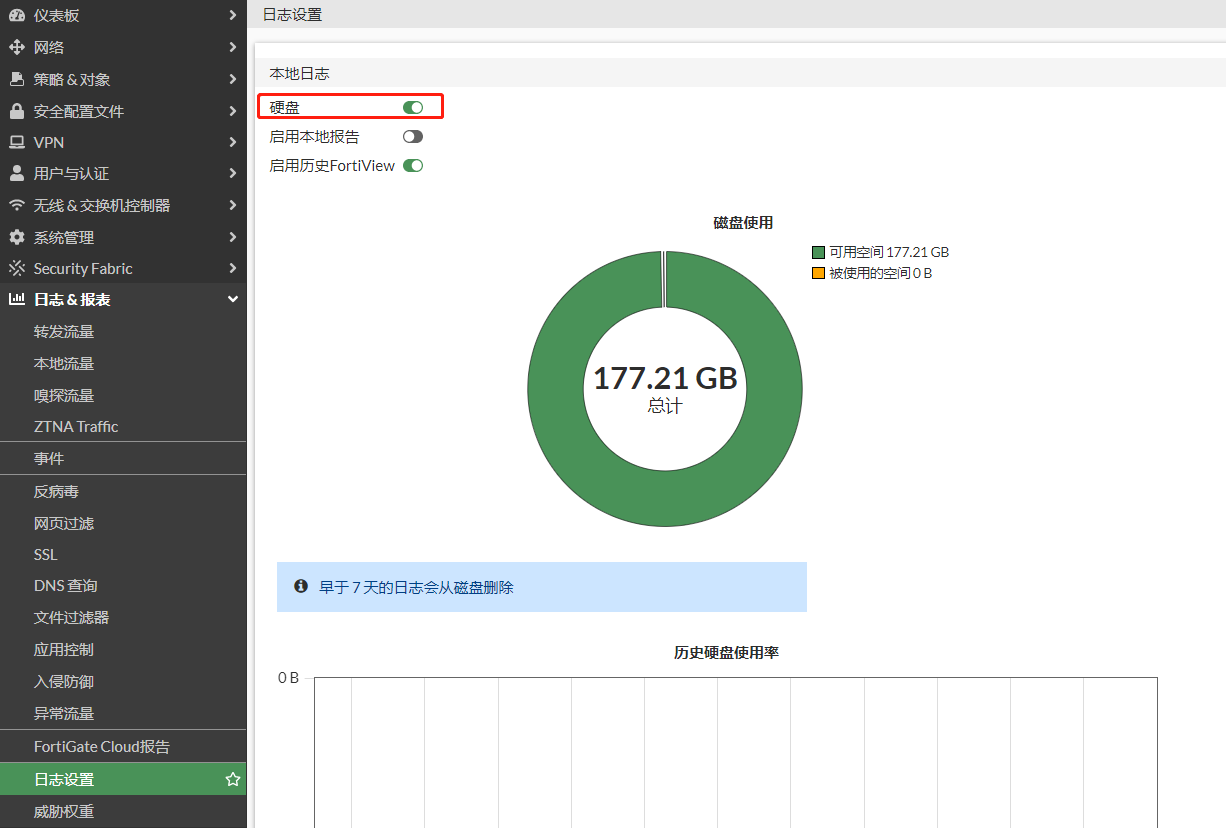 仪表板
网络
策略 & 对象
安全配置文件
VPN
用户与认证
无线 & 交换机控制器
系统管理
Security Fabric
日志 & 报表
转发流量
本地流量
嗅探流量
ZTNA Traffic
事件
反病毒
网页过滤
SSL
DNS 查询
文件过滤器
应用控制
入侵防御
异常流量
FortiGate Cloud报告
日志设置
威胁权重
日志设置
本地日志
硬盘
启用本地报告
启用历史FortiView
磁盘使用
可用空间 177.21 GB
被使用的空间 0 B
177.21 GB
总计
早于 7 天的日志会从磁盘删除
历史硬盘使用率
0 B